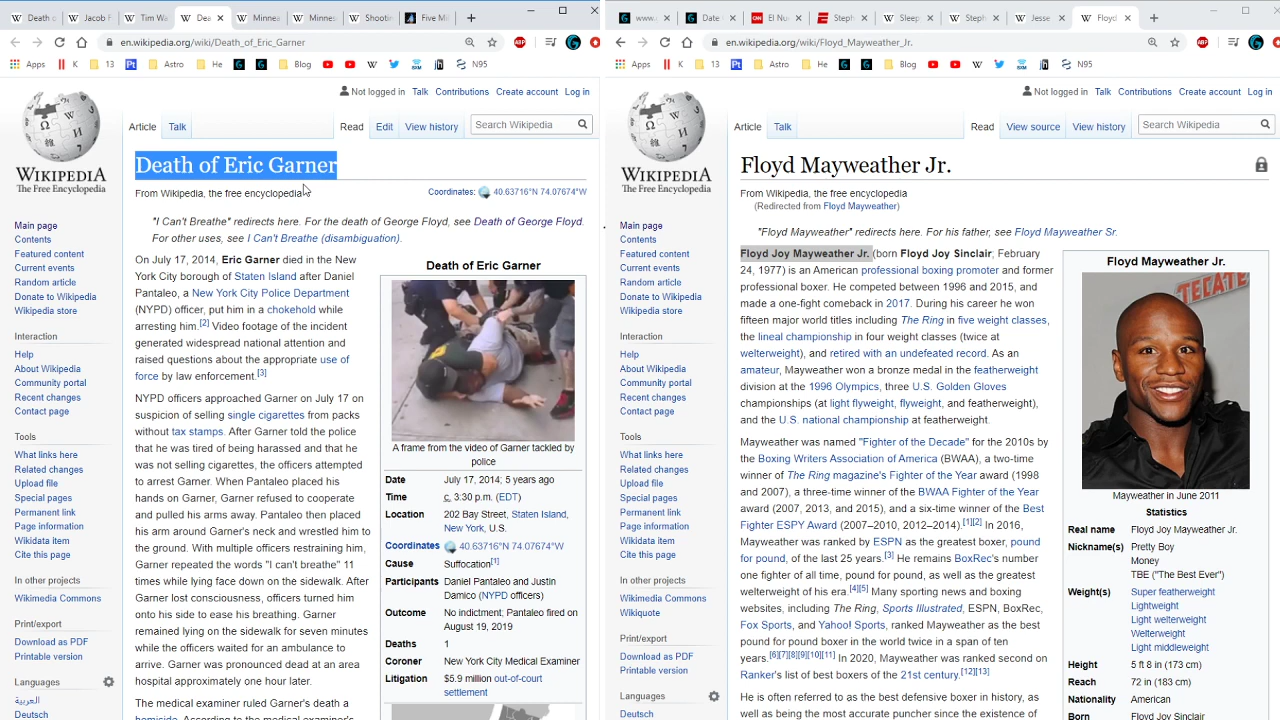 Death o
Jacob F
Tim Wa
Dea
Minnea
Minnes
Shootin
Five Mi
en.wikipedia.org/wiki/Death_of_Eric_Garner
ABP
Apps
K
13
Pt
Astro
He
Blog
N95
Not logged in Talk Contributions Create account Log in
Article Talk Read Edit View history
Search Wikipedia
WIKIPEDIA
The Free Encyclopedia
Main page
Contents
Featured content
Current events
Random article
Donate to Wikipedia
Wikipedia store
Interaction
Help
About Wikipedia
Community portal
Recent changes
Contact page
Tools
What links here
Related changes
Upload file
Special pages
Permanent link
Page information
Wikidata item
Cite this page
In other projects
Wikimedia Commons
Print/export
Download as PDF
Printable version
Languages
العربية
Deutsch
Death of Eric Garner
From Wikipedia, the free encyclopedia
Coordinates: 40.63716°N 74.07674°W
"I Can't Breathe" redirects here. For the death of George Floyd, see Death of George Floyd.
For other uses, see I Can't Breathe (disambiguation).
On July 17, 2014, Eric Garner died in the
New York City borough of Staten Island after Daniel
Pantaleo, a New York City Police Department
(NYPD) officer, put him in a chokehold while
arresting him.[2] Video footage of the incident
generated widespread national attention and
raised questions about the appropriate use of
force by law enforcement.[3]
NYPD officers approached Garner on July 17 on
suspicion of selling single cigarettes from packs
without tax stamps. After Garner told the police
that he was tired of being harassed and that he
was not selling cigarettes, the officers attempted
to arrest Garner. When Pantaleo placed his
hands on Garner, Garner refused to cooperate
and pulled his arms away. Pantaleo then placed
his arm around Garner's neck and wrestled him to
the ground. With multiple officers restraining him,
Garner repeated the words "I can't breathe" 11
times while lying face down on the sidewalk. After
Garner lost consciousness, officers turned him
onto his side to ease his breathing. Garner
remained lying on the sidewalk for seven minutes
while the officers waited for an ambulance to
arrive. Garner was pronounced dead at an area
hospital approximately one hour later.
The medical examiner ruled Garner's death a
homicide. According to the medical examiner's
Death of Eric Garner
A frame from the video of Garner tackled by
police
Date July 17, 2014; 5 years ago
Time c. 3:30 p.m. (EDT)
Location 202 Bay Street, Staten Island,
New York, U.S.
Coordinates 40.63716°N 74.07674°W
Cause Suffocation[1]
Participants Daniel Pantaleo and Justin
Damico (NYPD officers)
Outcome No indictment; Pantaleo fired on
August 19, 2019
Deaths 1
Coroner New York City Medical Examiner
Litigation $5.9 million out-of-court
settlement
www.
Date
El Nu
Steph
Sleep
Steph
Jesse
Floyd
en.wikipedia.org/wiki/Floyd_Mayweather_Jr.
ABP
Apps
K
13
Pt
Astro
He
Blog
N95
Not logged in Talk Contributions Create account Log in
Article Talk Read View source View history
Search Wikipedia
WIKIPEDIA
The Free Encyclopedia
Main page
Contents
Featured content
Current events
Random article
Donate to Wikipedia
Wikipedia store
Interaction
Help
About Wikipedia
Community portal
Recent changes
Contact page
Tools
What links here
Related changes
Upload file
Special pages
Permanent link
Page information
Wikidata item
Cite this page
In other projects
Wikimedia Commons
Wikiquote
Print/export
Download as PDF
Printable version
Languages
Deutsch
Floyd Mayweather Jr.
From Wikipedia, the free encyclopedia
(Redirected from Floyd Mayweather)
"Floyd Mayweather" redirects here. For his father, see Floyd Mayweather Sr.
Floyd Joy Mayweather Jr. (born Floyd Joy Sinclair; February
24, 1977) is an American professional boxing promoter and former
professional boxer. He competed between 1996 and 2015, and
made a one-fight comeback in 2017. During his career he won
fifteen major world titles including The Ring in five weight classes,
the lineal championship in four weight classes (twice at
welterweight), and retired with an undefeated record. As an
amateur, Mayweather won a bronze medal in the featherweight
division at the 1996 Olympics, three U.S. Golden Gloves
championships (at light flyweight, flyweight, and featherweight),
and the U.S. national championship at featherweight.
Mayweather was named "Fighter of the Decade" for the 2010s by
the Boxing Writers Association of America (BWAA), a two-time
winner of The Ring magazine's Fighter of the Year award (1998
and 2007), a three-time winner of the BWAA Fighter of the Year
award (2007, 2013, and 2015), and a six-time winner of the Best
Fighter ESPY Award (2007–2010, 2012–2014).[1][2] In 2016,
Mayweather was ranked by ESPN as the greatest boxer, pound
for pound, of the last 25 years.[3] He remains BoxRec's number
one fighter of all time, pound for pound, as well as the greatest
welterweight of his era.[4][5] Many sporting news and boxing
websites, including The Ring, Sports Illustrated, ESPN, BoxRec,
Fox Sports, and Yahoo! Sports, ranked Mayweather as the best
pound for pound boxer in the world twice in a span of ten
years.[6][7][8][9][10][11] In 2020, Mayweather was ranked second on
Ranker's list of best boxers of the 21st century.[12][13]
He is often referred to as the best defensive boxer in history, as
well as being the most accurate puncher since the existence of
Floyd Mayweather Jr.
TECATE
Mayweather in June 2011
Statistics
Real name Floyd Joy Mayweather Jr.
Nickname(s) Pretty Boy
Money
TBE ("The Best Ever")
Weight(s) Super featherweight
Lightweight
Light welterweight
Welterweight
Light middleweight
Height 5 ft 8 in (173 cm)
Reach 72 in (183 cm)
Nationality American
Born Floyd Joy Sinclair